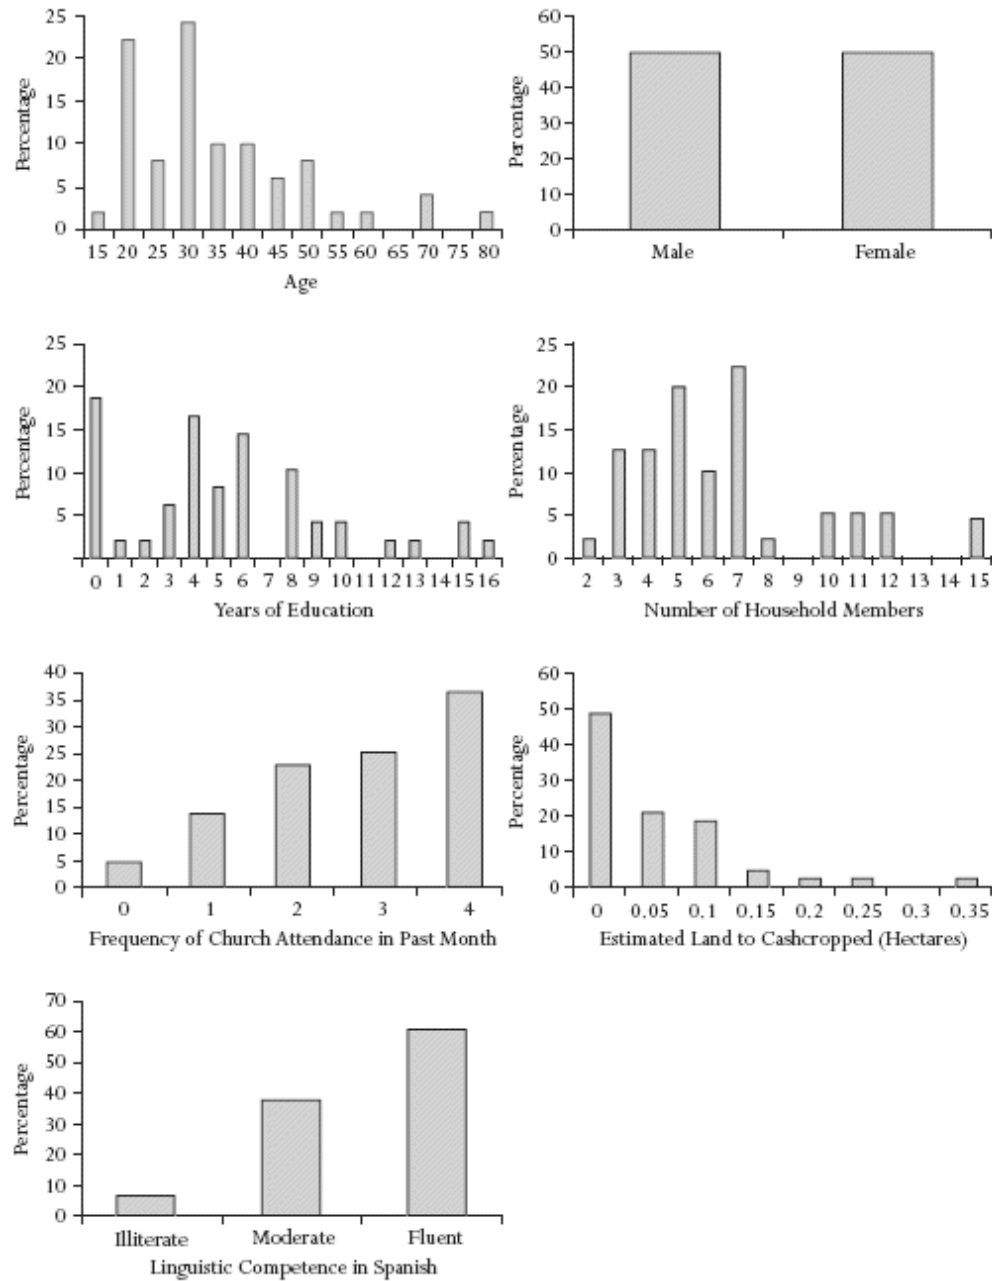 25
20
15
10
5
0
Percentage
15 20 25 30 35 40 45 50 55 60 65 70 75 80
Age
60
50
40
30
20
10
0
Percentage
Male Female
25
20
15
10
5
Percentage
0 1 2 3 4 5 6 7 8 9 10 11 12 13 14 15 16
Years of Education
25
20
15
10
5
0
Percentage
2 3 4 5 6 7 8 9 10 11 12 13 14 15
Number of Household Members
40
35
30
25
20
15
10
5
0
Percentage
0 1 2 3 4
Frequency of Church Attendance in Past Month
60
50
40
30
20
10
0
Percentage
0 0.05 0.1 0.15 0.2 0.25 0.3 0.35
Estimated Land to Cashcropped (Hectares)
70
60
50
40
30
20
10
0
Percentage
Illiterate Moderate Fluent
Linguistic Competence in Spanish